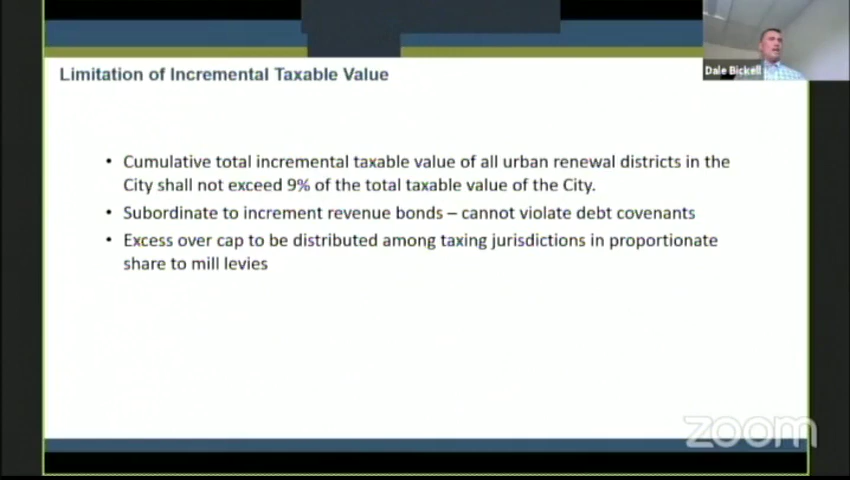 Dale Bickell
Limitation of Incremental Taxable Value
• Cumulative total incremental taxable value of all urban renewal districts in the
City shall not exceed 9% of the total taxable value of the City.
• Subordinate to increment revenue bonds – cannot violate debt covenants
• Excess over cap to be distributed among taxing jurisdictions in proportionate
share to mill levies
zoom